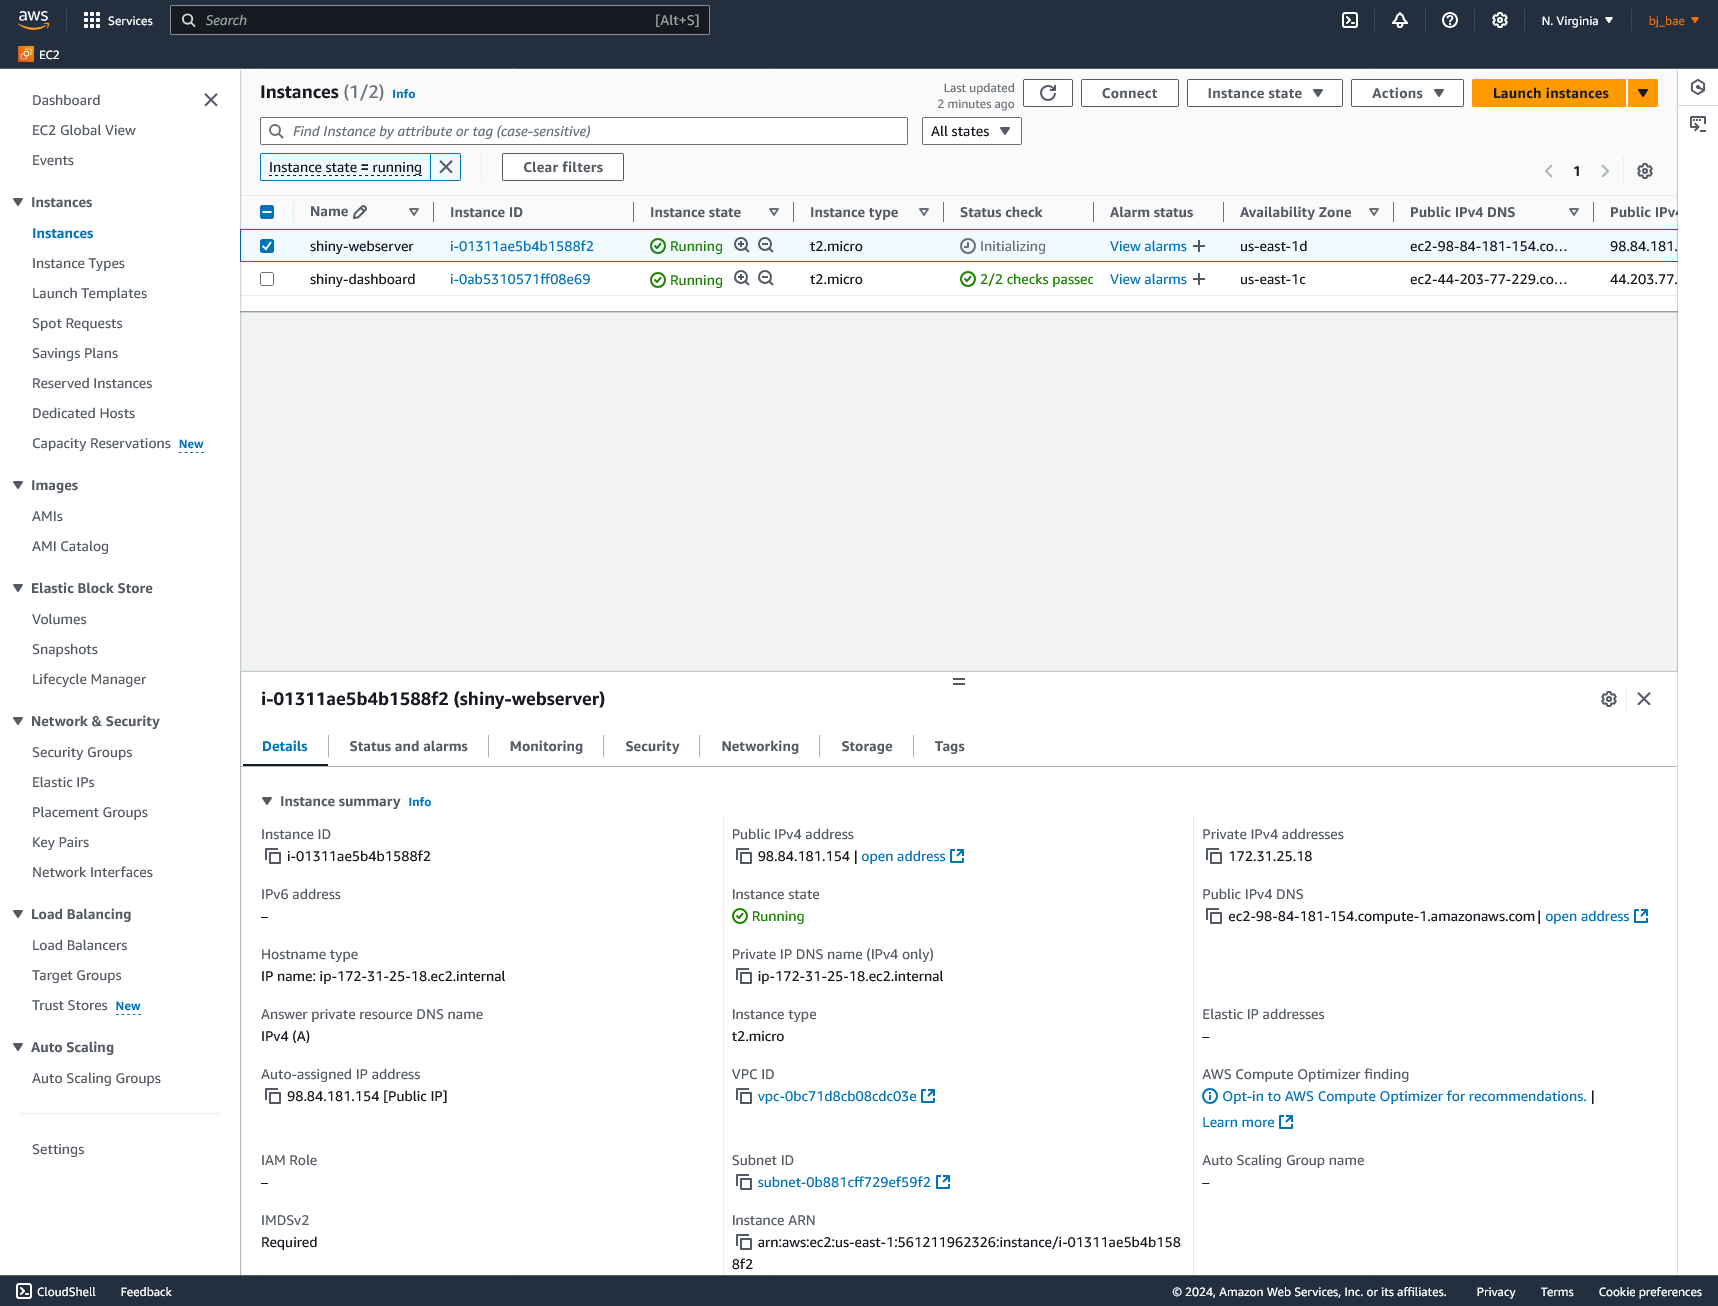 aws
Services
Search
[Alt+S]
N. Virginia
bj_bae
EC2
Dashboard
EC2 Global View
Events
Instances
Instances
Instance Types
Launch Templates
Spot Requests
Savings Plans
Reserved Instances
Dedicated Hosts
Capacity Reservations New
Images
AMIs
AMI Catalog
Elastic Block Store
Volumes
Snapshots
Lifecycle Manager
Network & Security
Security Groups
Elastic IPs
Placement Groups
Key Pairs
Network Interfaces
Load Balancing
Load Balancers
Target Groups
Trust Stores New
Auto Scaling
Auto Scaling Groups
Settings
Instances (1/2) Info
Last updated
2 minutes ago
Connect
Instance state
Actions
Launch instances
Find Instance by attribute or tag (case-sensitive)
All states
Instance state = running
Clear filters
1
Name Instance ID Instance state Instance type Status check Alarm status Availability Zone Public IPv4 DNS Public IPv4
shiny-webserver i-01311ae5b4b1588f2 Running t2.micro Initializing View alarms + us-east-1d ec2-98-84-181-154.co... 98.84.181.
shiny-dashboard i-0ab5310571ff08e69 Running t2.micro 2/2 checks passec View alarms + us-east-1c ec2-44-203-77-229.co... 44.203.77.
i-01311ae5b4b1588f2 (shiny-webserver)
Details Status and alarms Monitoring Security Networking Storage Tags
Instance summary Info
Instance ID
i-01311ae5b4b1588f2
Public IPv4 address
98.84.181.154 | open address
Private IPv4 addresses
172.31.25.18
IPv6 address
–
Instance state
Running
Public IPv4 DNS
ec2-98-84-181-154.compute-1.amazonaws.com | open address
Hostname type
IP name: ip-172-31-25-18.ec2.internal
Private IP DNS name (IPv4 only)
ip-172-31-25-18.ec2.internal
Answer private resource DNS name
IPv4 (A)
Instance type
t2.micro
Elastic IP addresses
–
Auto-assigned IP address
98.84.181.154 [Public IP]
VPC ID
vpc-0bc71d8cb08cdc03e
AWS Compute Optimizer finding
Opt-in to AWS Compute Optimizer for recommendations. |
Learn more
IAM Role
–
Subnet ID
subnet-0b881cff729ef59f2
Auto Scaling Group name
–
IMDSv2
Required
Instance ARN
arn:aws:ec2:us-east-1:561211962326:instance/i-01311ae5b4b158
8f2
CloudShell
Feedback
© 2024, Amazon Web Services, Inc. or its affiliates.
Privacy
Terms
Cookie preferences